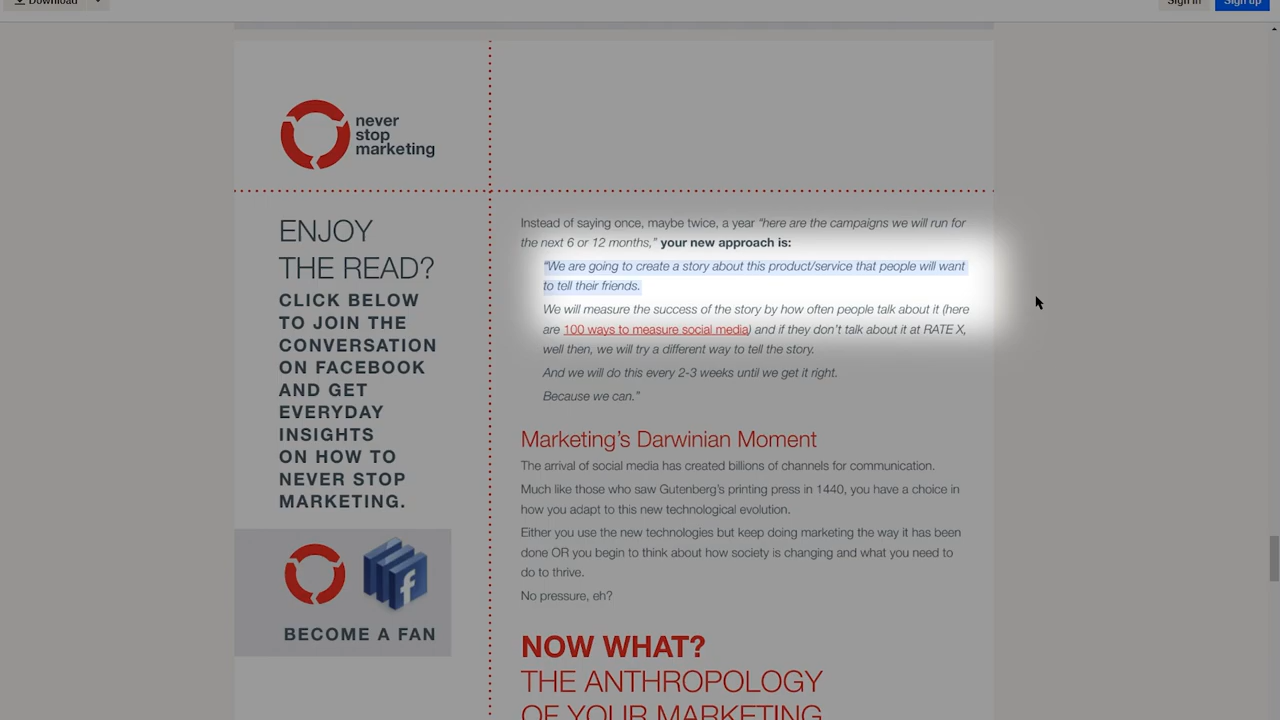 Download
Sign in
Sign up
never
stop
marketing
ENJOY
THE READ?
CLICK BELOW
TO JOIN THE
CONVERSATION
ON FACEBOOK
AND GET
EVERYDAY
INSIGHTS
ON HOW TO
NEVER STOP
MARKETING.
f
BECOME A FAN
Instead of saying once, maybe twice, a year “here are the campaigns we will run for
the next 6 or 12 months,” your new approach is:
“We are going to create a story about this product/service that people will want
to tell their friends.
We will measure the success of the story by how often people talk about it (here
are 100 ways to measure social media) and if they don’t talk about it at RATE X,
well then, we will try a different way to tell the story.
And we will do this every 2-3 weeks until we get it right.
Because we can.”
Marketing’s Darwinian Moment
The arrival of social media has created billions of channels for communication.
Much like those who saw Gutenberg’s printing press in 1440, you have a choice in
how you adapt to this new technological evolution.
Either you use the new technologies but keep doing marketing the way it has been
done OR you begin to think about how society is changing and what you need to
do to thrive.
No pressure, eh?
NOW WHAT?
THE ANTHROPOLOGY
OF YOUR MARKETING